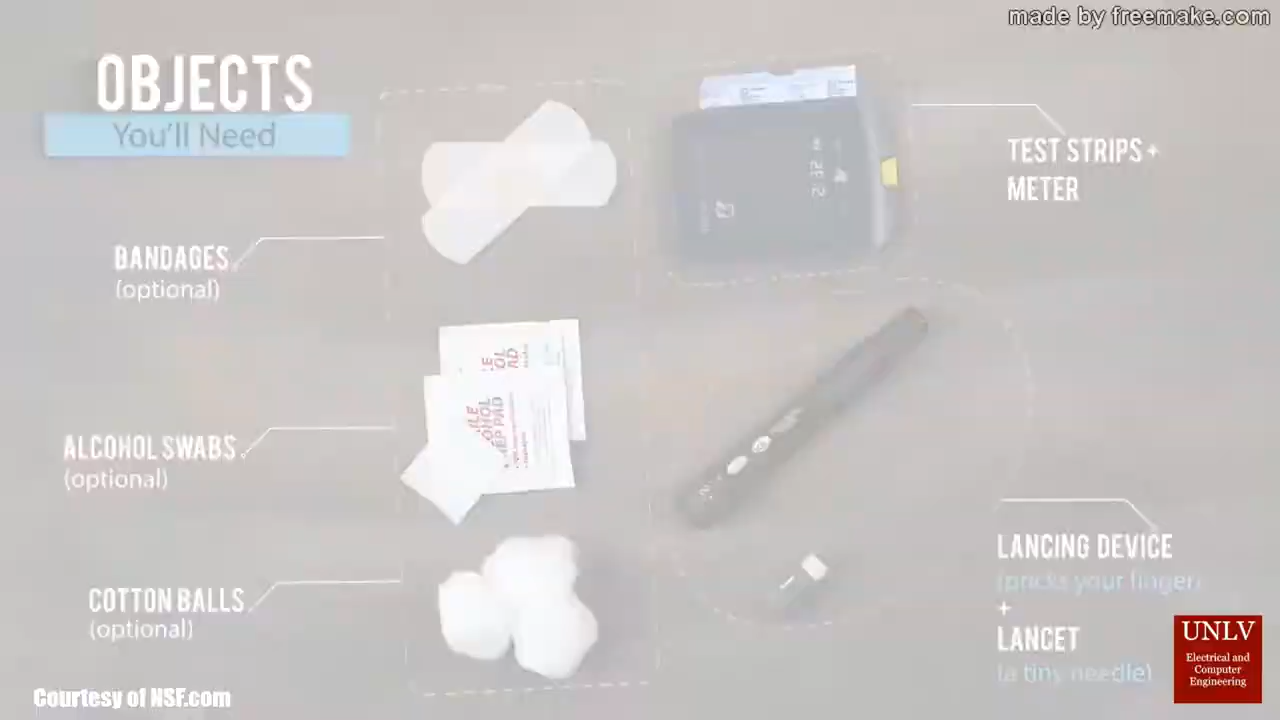 made by freemake.com
OBJECTS
You'll Need
TEST STRIPS +
METER
BANDAGES
(optional)
ALCOHOL SWABS
(optional)
COTTON BALLS
(optional)
LANCING DEVICE
(pricks your finger)
+
LANCET
(a tiny needle)
UNLV
Electrical and
Computer
Engineering
Courtesy of NSF.com